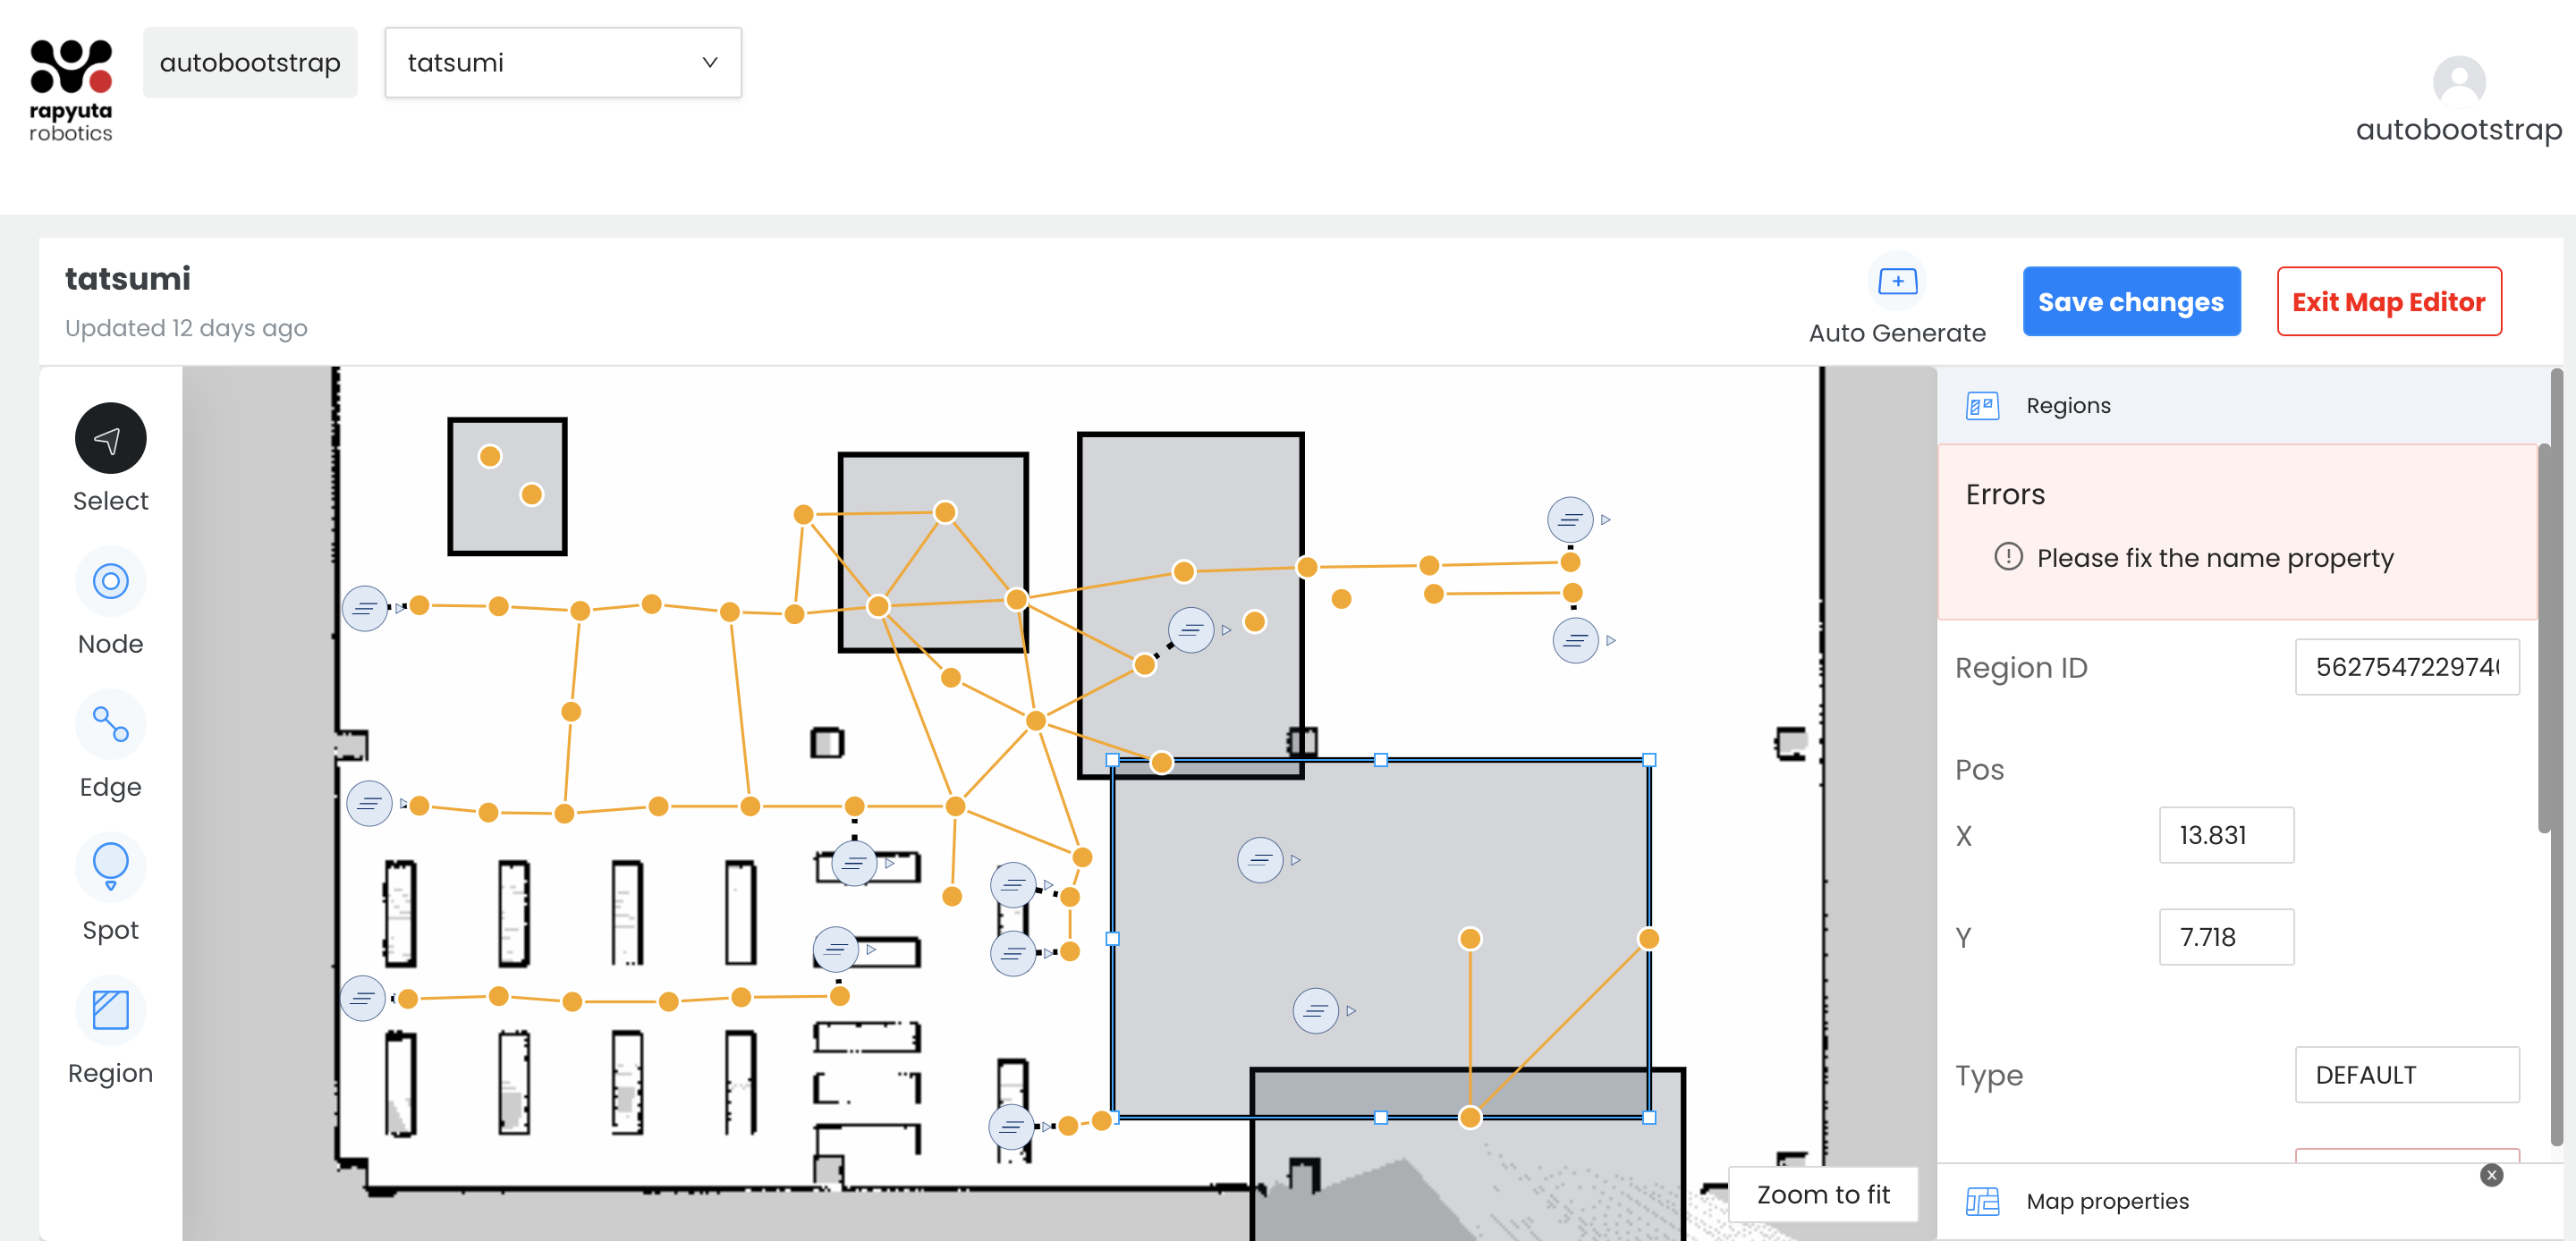 rapyuta
robotics
autobootstrap
tatsumi
autobootstrap
tatsumi
Updated 12 days ago
Auto Generate
Save changes
Exit Map Editor
Select
Node
Edge
Spot
Region
Zoom to fit
Regions
Errors
Please fix the name property
Region ID
Pos
X
13.831
Y
7.718
Type
DEFAULT
Map properties